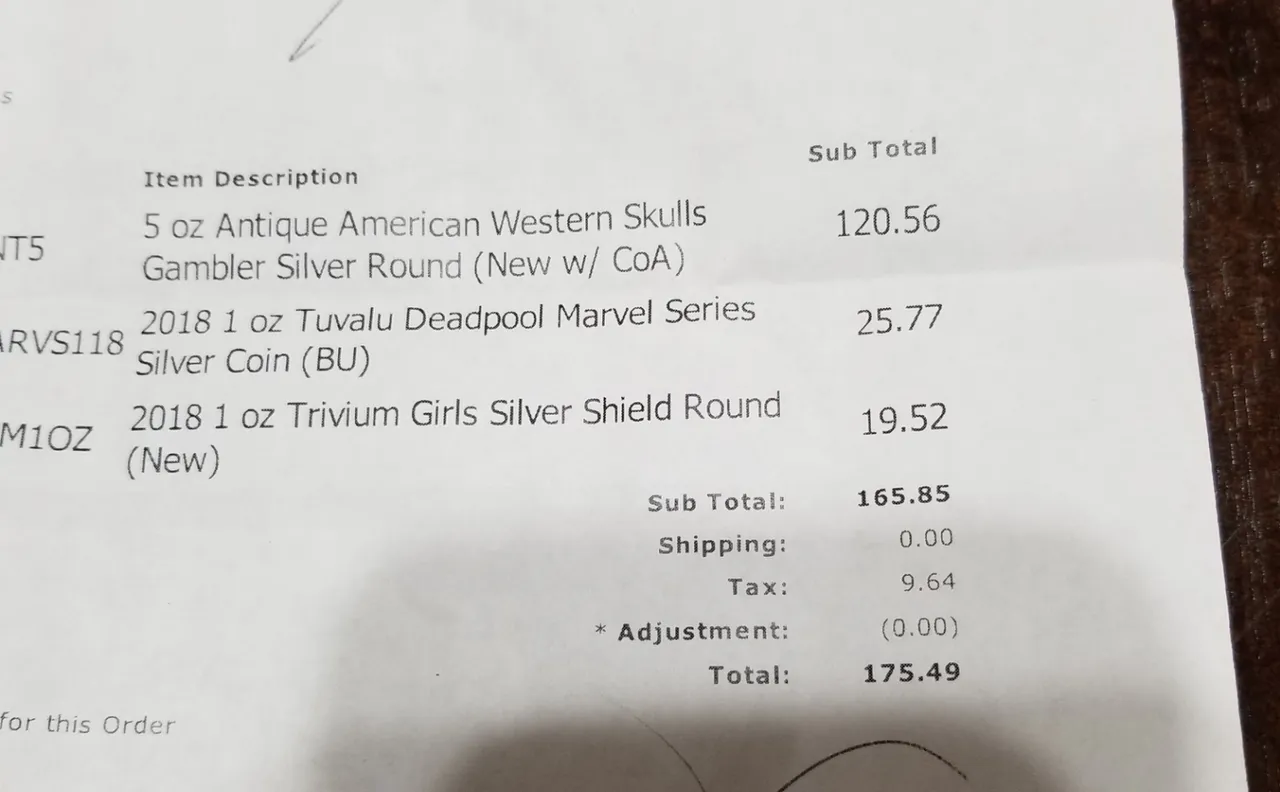 s
Item Description Sub Total
5 oz Antique American Western Skulls 120.56
NT5 Gambler Silver Round (New w/ CoA)
2018 1 oz Tuvalu Deadpool Marvel Series 25.77
ARVS118 Silver Coin (BU)
2018 1 oz Trivium Girls Silver Shield Round 19.52
M1OZ (New)
Sub Total: 165.85
Shipping: 0.00
Tax: 9.64
* Adjustment: (0.00)
Total: 175.49
for this Order